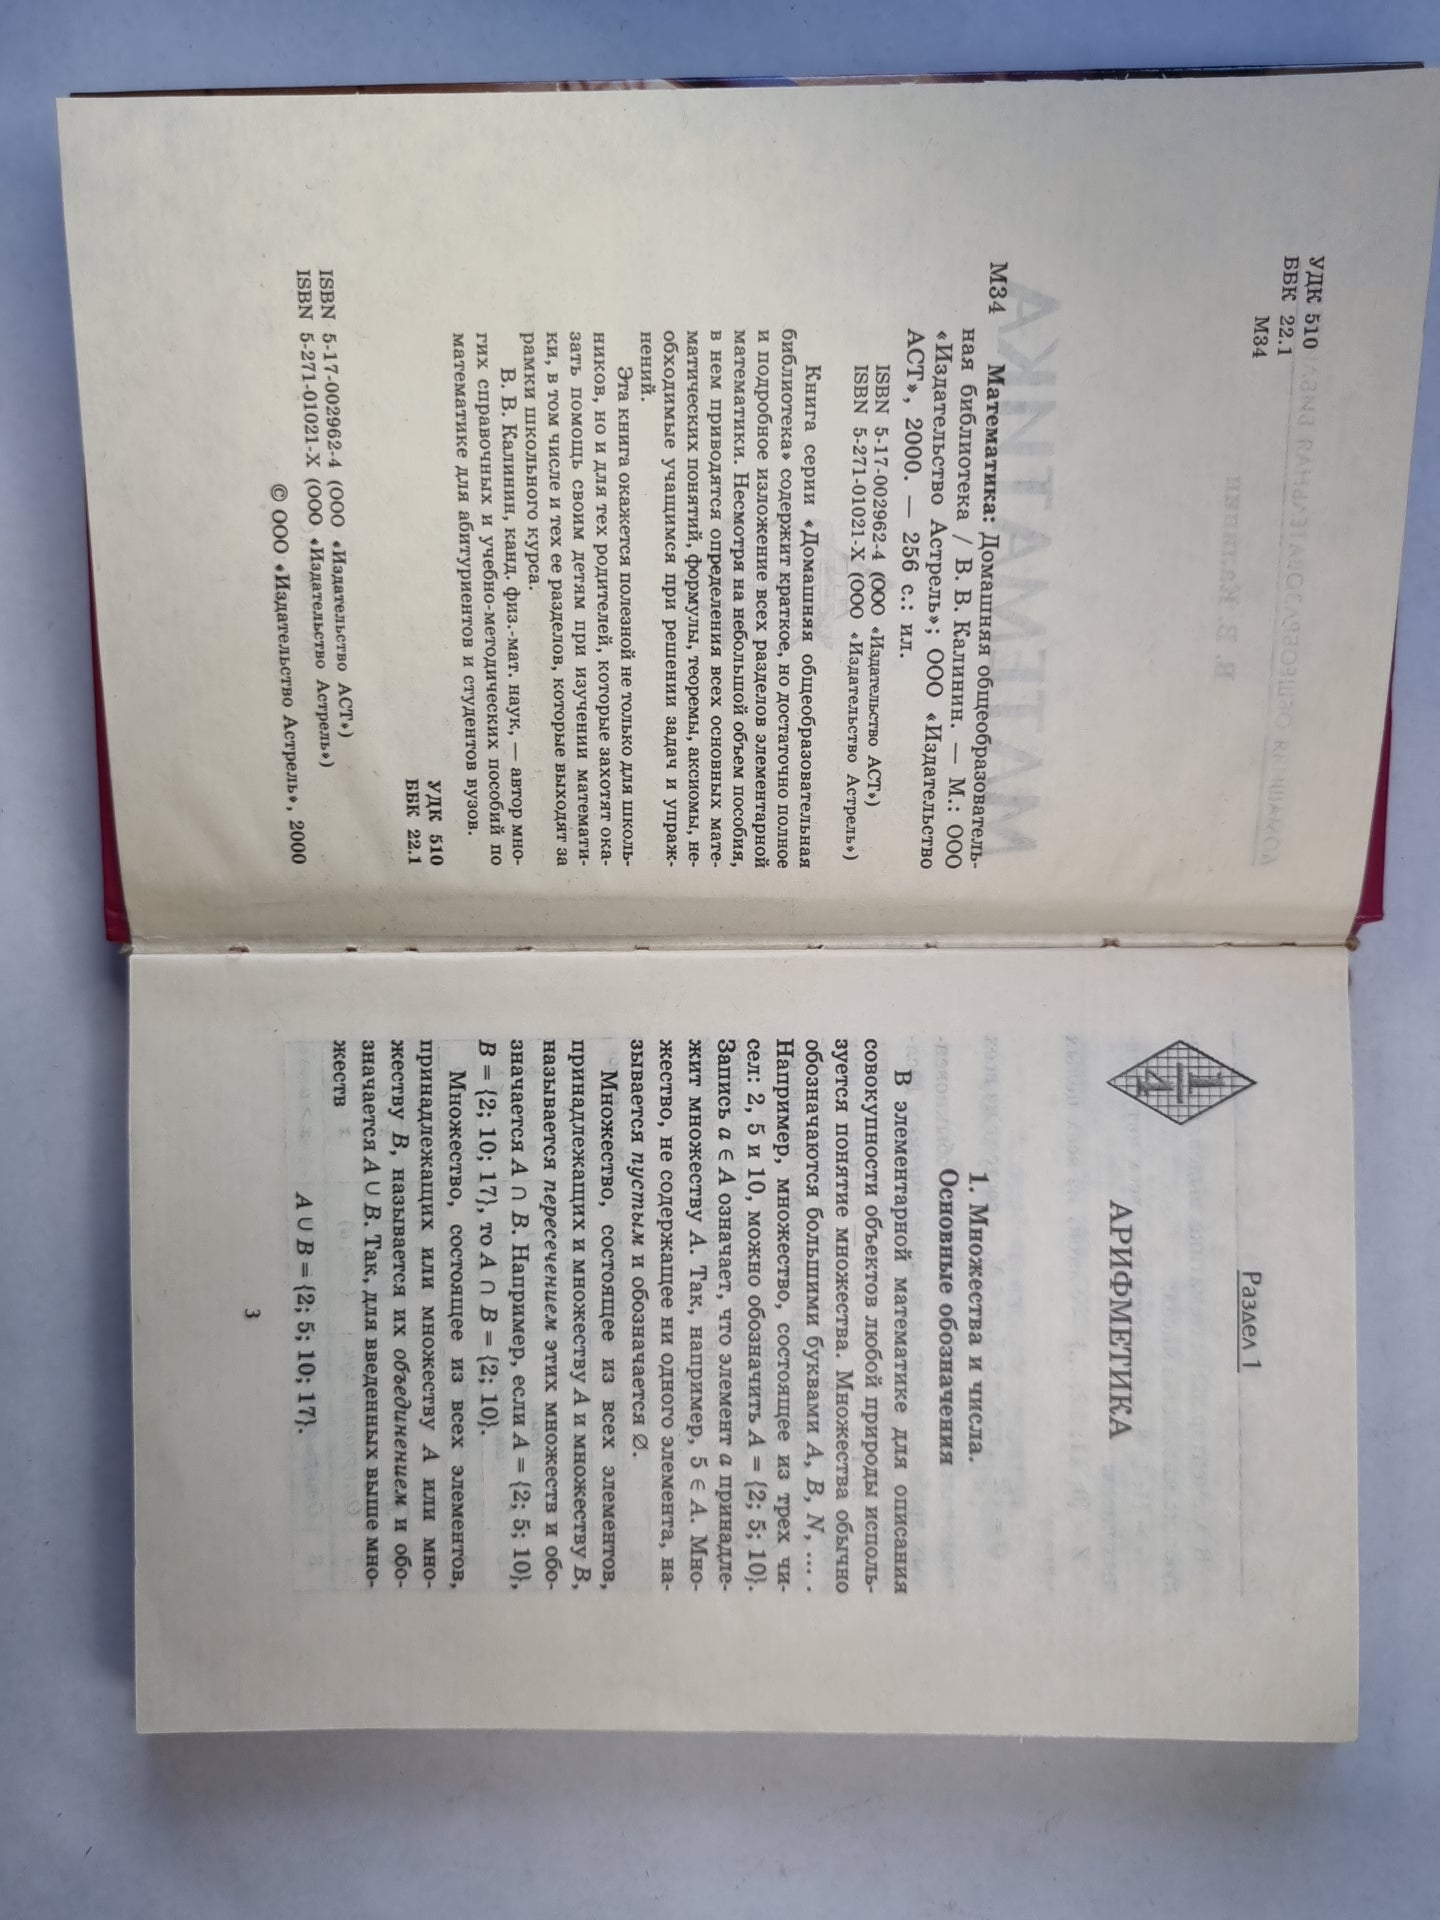 УДК 510
ББК 22.1
М34
М34
Математика: Домашняя общеобразователь-
ная библиотека / В. В. Калинин. — М.: ООО
«Издательство Астрель»; ООО «Издательство
АСТ», 2000. — 256 с.: ил.
ISBN 5-17-002962-4 (ООО «Издательство АСТ»)
ISBN 5-271-01021-X (ООО «Издательство Астрель»)
Книга серии «Домашняя общеобразовательная
библиотека» содержит краткое, но достаточно полное
и подробное изложение всех разделов элементарной
математики. Несмотря на небольшой объем пособия,
в нем приводятся определения всех основных мате-
матических понятий, формулы, теоремы, аксиомы, не-
обходимые учащимся при решении задач и упраж-
нений.
Эта книга окажется полезной не только для школь-
ников, но и для тех родителей, которые захотят ока-
зать помощь своим детям при изучении математи-
ки, в том числе и тех ее разделов, которые выходят за
рамки школьного курса.
В. В. Калинин, канд. физ.-мат. наук, — автор мно-
гих справочных и учебно-методических пособий по
математике для абитуриентов и студентов вузов.
УДК 510
ББК 22.1
ISBN 5-17-002962-4 (ООО «Издательство АСТ»)
ISBN 5-271-01021-X (ООО «Издательство Астрель»)
© ООО «Издательство Астрель», 2000
Раздел 1
АРИФМЕТИКА
1. Множества и числа.
Основные обозначения
В элементарной математике для описания
совокупности объектов любой природы исполь-
зуется понятие множества. Множества обычно
обозначаются большими буквами A, B, N, ... .
Например, множество, состоящее из трех чи-
сел: 2, 5 и 10, можно обозначить A = {2; 5; 10}.
Запись a ∈ A означает, что элемент a принадле-
жит множеству A. Так, например, 5 ∈ A. Мно-
жество, не содержащее ни одного элемента, на-
зывается пустым и обозначается ∅.
Множество, состоящее из всех элементов,
принадлежащих и множеству A и множеству B,
называется пересечением этих множеств и обо-
значается A ∩ B. Например, если A = {2; 5; 10},
B = {2; 10; 17}, то A ∩ B = {2; 10}.
Множество, состоящее из всех элементов,
принадлежащих или множеству A или мно-
жеству B, называется их объединением и обо-
значается A ∪ B. Так, для введенных выше мно-
жеств
A ∪ B = {2; 5; 10; 17}.
3